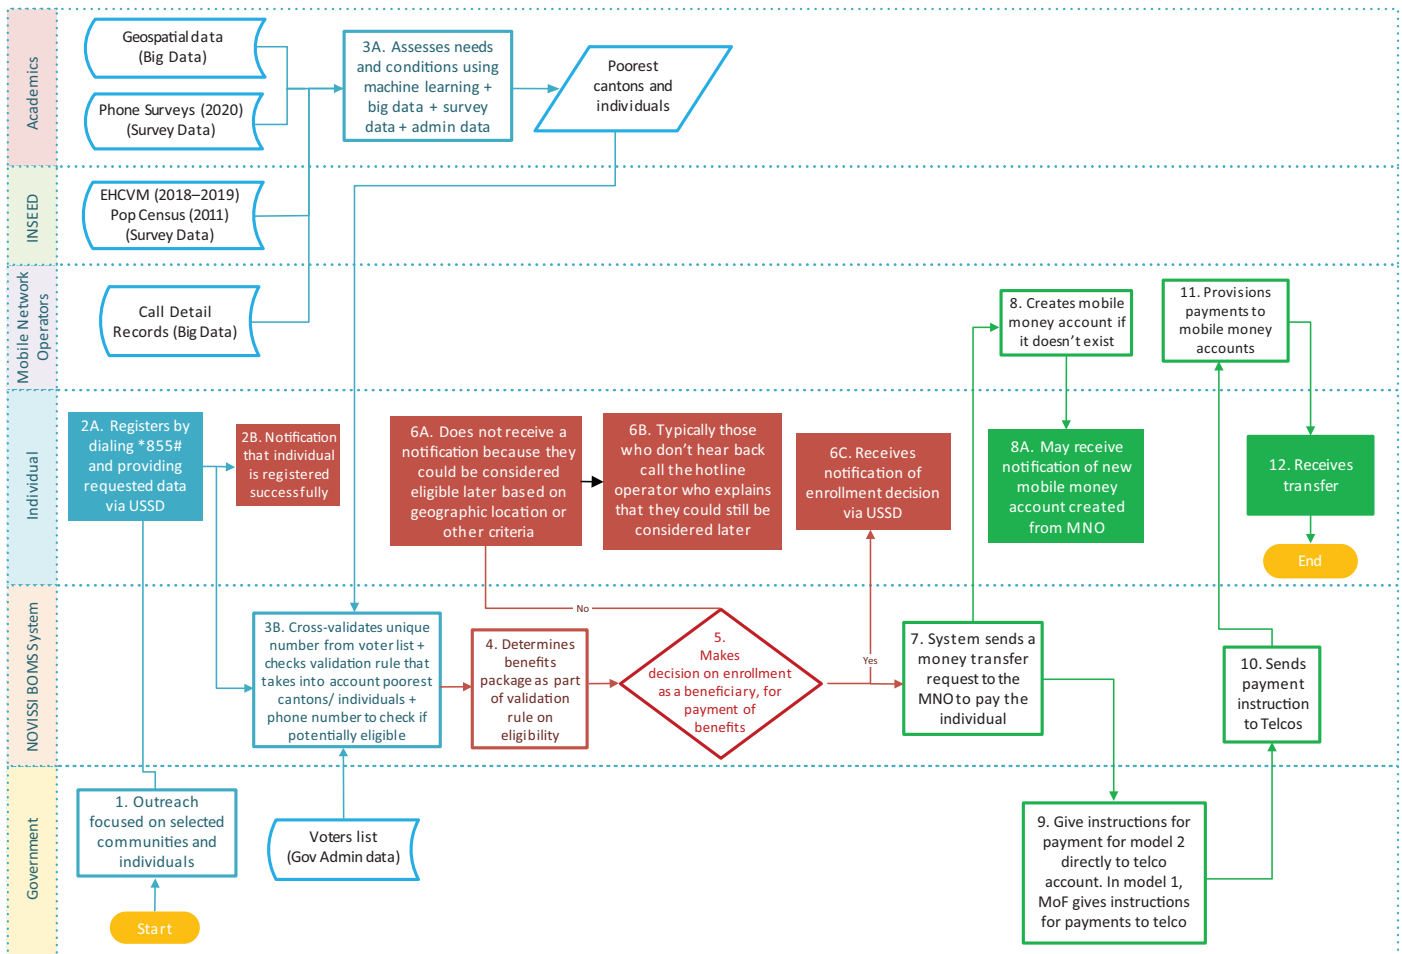 Academics
Geospatial data
(Big Data)
Phone Surveys (2020)
(Survey Data)
3A. Assesses needs
and conditions using
machine learning +
big data + survey
data + admin data
Poorest
cantons and
individuals
INSEED
EHCVM (2018–2019)
Pop Census (2011)
(Survey Data)
Mobile Network
Operators
Call Detail
Records (Big Data)
8. Creates mobile
money account if
it doesn't exist
11. Provisions
payments to
mobile money
accounts
Individual
2A. Registers by
dialing *855#
and providing
requested data
via USSD
2B. Notification
that individual
is registered
successfully
6A. Does not receive a
notification because they
could be considered
eligible later based on
geographic location or
other criteria
6B. Typically those
who don't hear back
call the hotline
operator who explains
that they could still be
considered later
6C. Receives
notification of
enrollment decision
via USSD
8A. May receive
notification of new
mobile money
account created
from MNO
12. Receives
transfer
End
NOVISSI BOMS System
3B. Cross-validates unique
number from voter list +
checks validation rule that
takes into account poorest
cantons/ individuals +
phone number to check if
potentially eligible
4. Determines
benefits
package as part
of validation
rule on
eligibility
No
5.
Makes
decision on enrollment
as a beneficiary, for
payment of
benefits
Yes
7. System sends a
money transfer
request to the
MNO to pay the
individual
10. Sends
payment
instruction
to Telcos
Government
1. Outreach
focused on selected
communities and
individuals
Start
Voters list
(Gov Admin data)
9. Give instructions for
payment for model 2
directly to telco
account. In model 1,
MoF gives instructions
for payments to telco